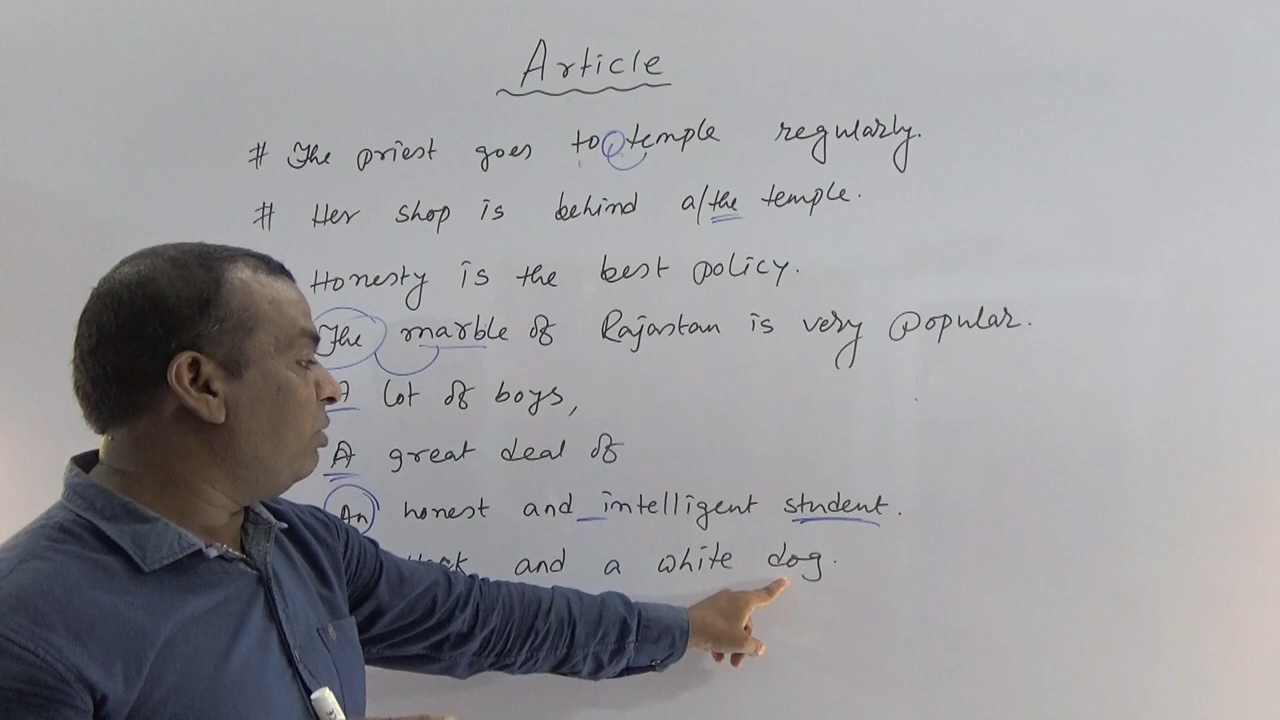 Article
# The priest goes to temple regularly.
# Her shop is behind a/the temple.
Honesty is the best policy.
The marble of Rajastan is very popular.
A lot of boys,
A great deal of
An honest and intelligent student.
and a white dog.